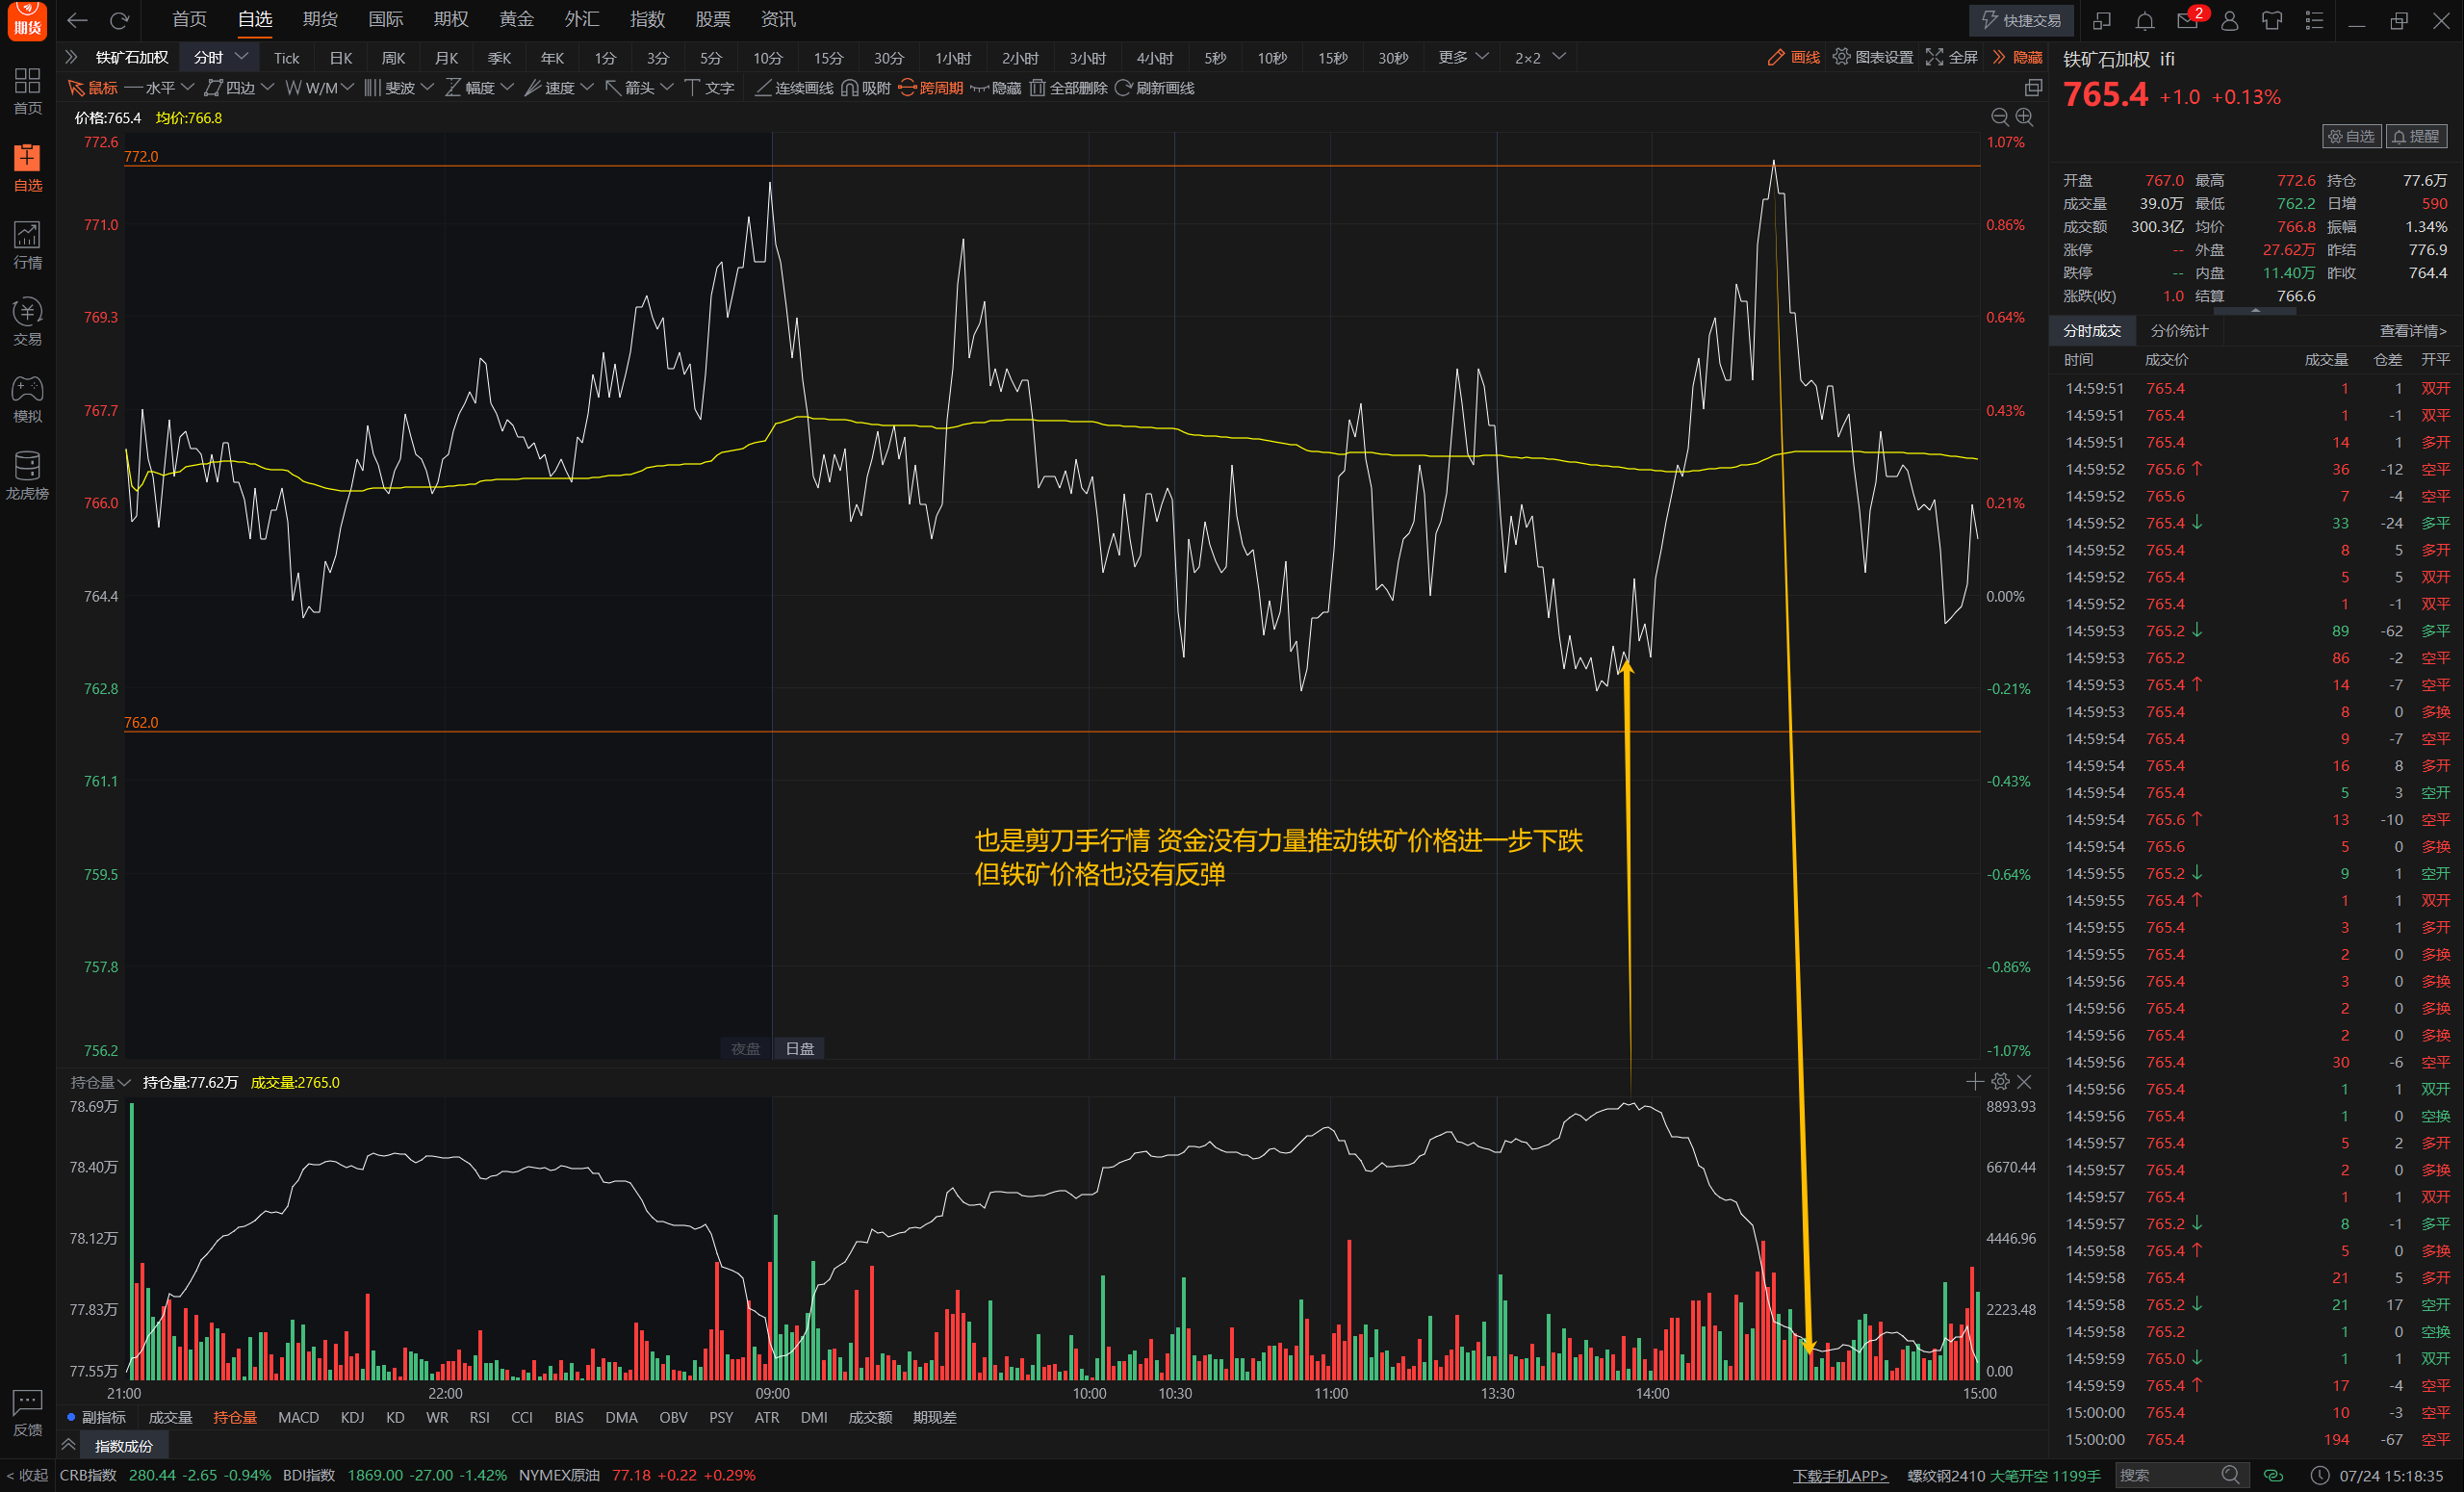 期货
首页 自选 期货 国际 期权 黄金 外汇 指数 股票 资讯
快捷交易 2
铁矿石加权 分时 Tick 日K 周K 月K 季K 年K 1分 3分 5分 10分 15分 30分 1小时 2小时 3小时 4小时 5秒 10秒 15秒 30秒 更多 2×2 画线 图表设置 全屏 隐藏
鼠标 水平 四边 W/M 斐波 幅度 速度 箭头 文字 连续画线 吸附 跨周期 隐藏 全部删除 刷新画线
首页
自选
行情
交易
模拟
龙虎榜
反馈
< 收起
价格:765.4 均价:766.8
772.6 1.07%
772.0
771.0 0.86%
769.3 0.64%
767.7 0.43%
766.0 0.21%
764.4 0.00%
762.8 -0.21%
762.0
761.1 -0.43%
也是剪刀手行情 资金没有力量推动铁矿价格进一步下跌
但铁矿价格也没有反弹
759.5 -0.64%
757.8 -0.86%
756.2 -1.07%
夜盘 日盘
持仓量 持仓量:77.62万 成交量:2765.0
78.69万 8893.93
78.40万 6670.44
78.12万 4446.96
77.83万 2223.48
77.55万 0.00
21:00 22:00 09:00 10:00 10:30 11:00 13:30 14:00 15:00
副指标 成交量 持仓量 MACD KDJ KD WR RSI CCI BIAS DMA OBV PSY ATR DMI 成交额 期现差
指数成份
铁矿石加权 ifi
765.4 +1.0 +0.13%
自选 提醒
开盘 767.0 最高 772.6 持仓 77.6万
成交量 39.0万 最低 762.2 日增 590
成交额 300.3亿 均价 766.8 振幅 1.34%
涨停 -- 外盘 27.62万 昨结 776.9
跌停 -- 内盘 11.40万 昨收 764.4
涨跌(收) 1.0 结算 766.6
分时成交 分价统计 查看详情>
时间 成交价 成交量 仓差 开平
14:59:51 765.4 1 1 双开
14:59:51 765.4 1 -1 双平
14:59:51 765.4 14 1 多开
14:59:52 765.6 ↑ 36 -12 空平
14:59:52 765.6 7 -4 空平
14:59:52 765.4 ↓ 33 -24 多平
14:59:52 765.4 8 5 多开
14:59:52 765.4 5 5 双开
14:59:52 765.4 1 -1 双平
14:59:53 765.2 ↓ 89 -62 多平
14:59:53 765.2 86 -2 空平
14:59:53 765.4 ↑ 14 -7 空平
14:59:53 765.4 8 0 多换
14:59:54 765.4 9 -7 空平
14:59:54 765.4 16 8 多开
14:59:54 765.4 5 3 空开
14:59:54 765.6 ↑ 13 -10 空平
14:59:54 765.6 5 0 多换
14:59:55 765.2 ↓ 9 1 空开
14:59:55 765.4 ↑ 1 1 双开
14:59:55 765.4 3 1 多开
14:59:55 765.4 2 0 多换
14:59:56 765.4 3 0 多换
14:59:56 765.4 2 0 多换
14:59:56 765.4 2 0 多换
14:59:56 765.4 30 -6 空平
14:59:56 765.4 1 1 双开
14:59:56 765.4 1 0 空换
14:59:57 765.4 5 2 多开
14:59:57 765.4 2 0 多换
14:59:57 765.4 1 1 双开
14:59:57 765.2 ↓ 8 -1 多平
14:59:58 765.4 ↑ 5 0 多换
14:59:58 765.4 21 5 多开
14:59:58 765.2 ↓ 21 17 空开
14:59:58 765.2 1 0 空换
14:59:59 765.0 ↓ 1 1 双开
14:59:59 765.4 ↑ 17 -4 空平
15:00:00 765.4 10 -3 空平
15:00:00 765.4 194 -67 空平
CRB指数 280.44 -2.65 -0.94% BDI指数 1869.00 -27.00 -1.42% NYMEX原油 77.18 +0.22 +0.29% 下载手机APP> 螺纹钢2410 大笔开空 1199手 搜索 07/24 15:18:35